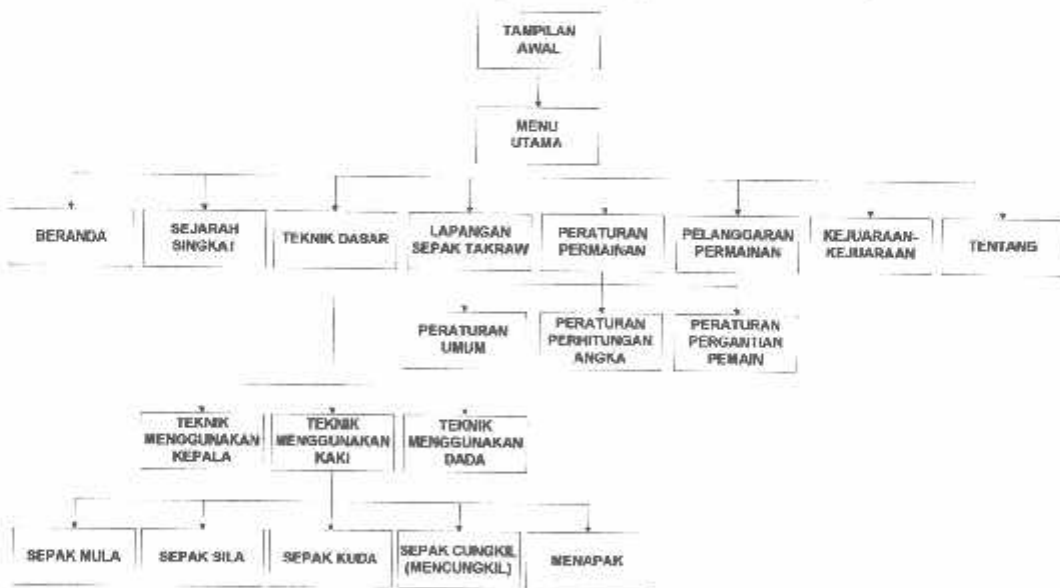 TAMPILAN
AWAL
MENU
UTAMA
BERANDA
SEJARAH
SINGKAT
TEKNIK DASAR
LAPANGAN
SEPAK TAKRAW
PERATURAN
PERMAINAN
PELANGGARAN
PERMAINAN
KEJUARAAN-
KEJUARAAN
TENTANG
PERATURAN
UMUM
PERATURAN
PERHITUNGAN
ANGKA
PERATURAN
PERGANTIAN
PEMAIN
TEKNIK
MENGGUNAKAN
KEPALA
TEKNIK
MENGGUNAKAN
KAKI
TEKNIK
MENGGUNAKAN
DADA
SEPAK MULA
SEPAK SILA
SEPAK KUDA
SEPAK CUNGKIL
(MENCUNGKIL)
MENAPAK